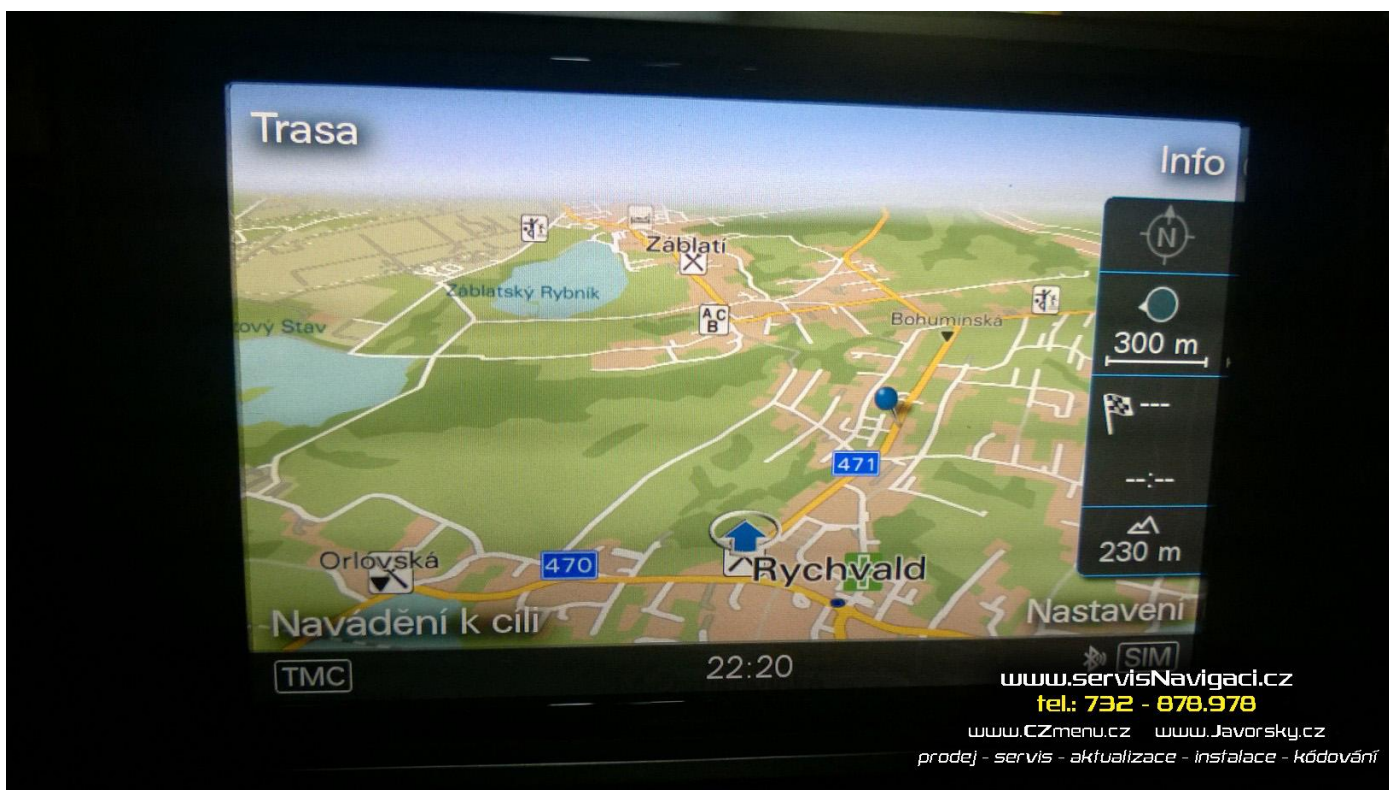 Trasa
Info
N
Záblatí
Záblatský Rybník
A C
B
Bohumínská
ový Stav
300 m
---
471
--:--
230 m
Orlovská
470
Rychvald
Navádění k cíli
Nastavení
TMC
22:20
SIM
www.servisNavigaci.cz
tel.: 732 - 878.978
www.CZmenu.cz www.Javorsky.cz
prodej - servis - aktualizace - instalace - kódování